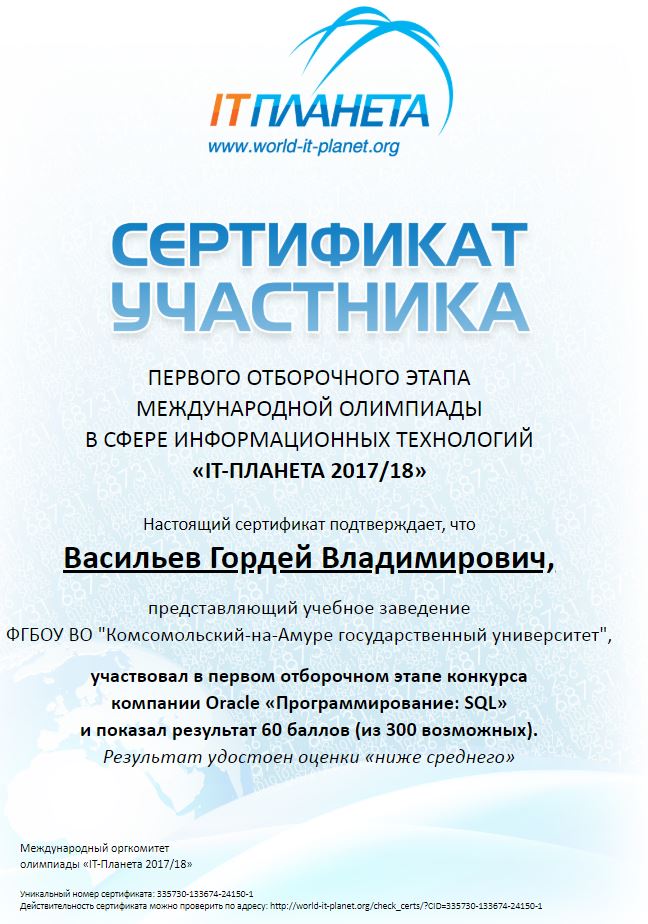 ITПЛАНЕТА
www.world-it-planet.org
СЕРТИФИКАТ
УЧАСТНИКА
ПЕРВОГО ОТБОРОЧНОГО ЭТАПА
МЕЖДУНАРОДНОЙ ОЛИМПИАДЫ
В СФЕРЕ ИНФОРМАЦИОННЫХ ТЕХНОЛОГИЙ
«IT-ПЛАНЕТА 2017/18»
Настоящий сертификат подтверждает, что
Васильев Гордей Владимирович,
представляющий учебное заведение
ФГБОУ ВО "Комсомольский-на-Амуре государственный университет",
участвовал в первом отборочном этапе конкурса
компании Oracle «Программирование: SQL»
и показал результат 60 баллов (из 300 возможных).
Результат удостоен оценки «ниже среднего»
Международный оргкомитет
олимпиады «IT-Планета 2017/18»
Уникальный номер сертификата: 335730-133674-24150-1
Действительность сертификата можно проверить по адресу: http://world-it-planet.org/check_certs/?CID=335730-133674-24150-1